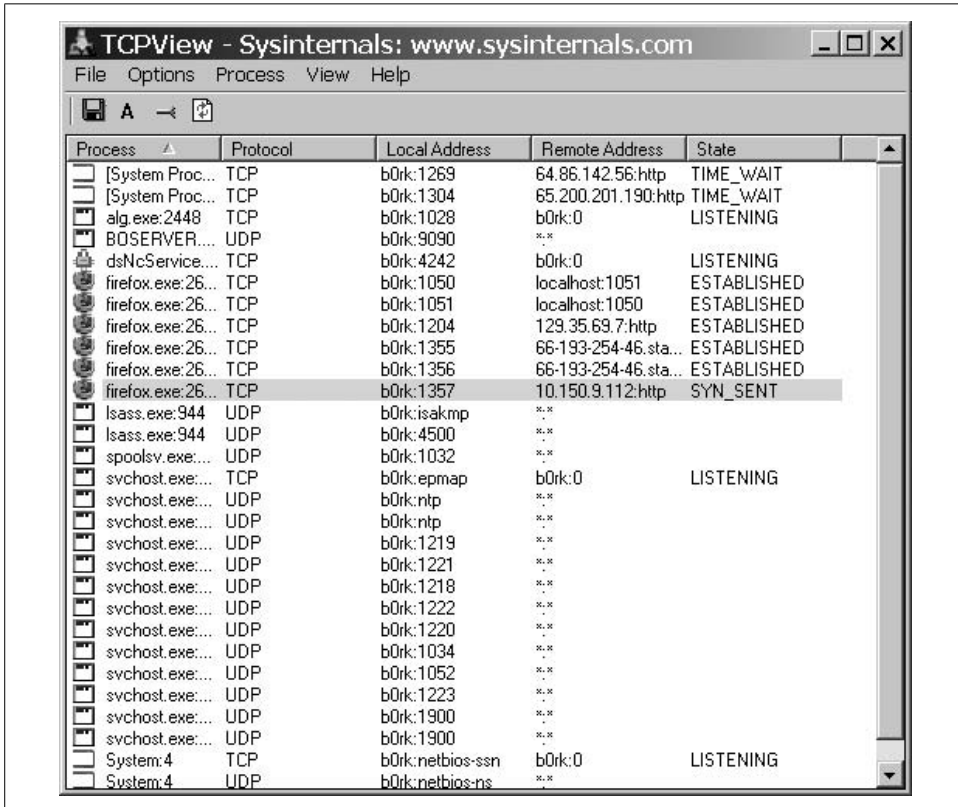 TCPView - Sysinternals: www.sysinternals.com
File Options Process View Help
A
Process Protocol Local Address Remote Address State
[System Proc... TCP b0rk:1269 64.86.142.56:http TIME_WAIT
[System Proc... TCP b0rk:1304 65.200.201.190:http TIME_WAIT
alg.exe:2448 TCP b0rk:1028 b0rk:0 LISTENING
BOSERVER.... UDP b0rk:9090 *:*
dsNcService.... TCP b0rk:4242 b0rk:0 LISTENING
firefox.exe:26... TCP b0rk:1050 localhost:1051 ESTABLISHED
firefox.exe:26... TCP b0rk:1051 localhost:1050 ESTABLISHED
firefox.exe:26... TCP b0rk:1204 129.35.69.7:http ESTABLISHED
firefox.exe:26... TCP b0rk:1355 66-193-254-46.sta... ESTABLISHED
firefox.exe:26... TCP b0rk:1356 66-193-254-46.sta... ESTABLISHED
firefox.exe:26... TCP b0rk:1357 10.150.9.112:http SYN_SENT
lsass.exe:944 UDP b0rk:isakmp *:*
lsass.exe:944 UDP b0rk:4500 *:*
spoolsv.exe:... UDP b0rk:1032 *:*
svchost.exe:... TCP b0rk:epmap b0rk:0 LISTENING
svchost.exe:... UDP b0rk:ntp *:*
svchost.exe:... UDP b0rk:ntp *:*
svchost.exe:... UDP b0rk:1219 *:*
svchost.exe:... UDP b0rk:1221 *:*
svchost.exe:... UDP b0rk:1218 *:*
svchost.exe:... UDP b0rk:1222 *:*
svchost.exe:... UDP b0rk:1220 *:*
svchost.exe:... UDP b0rk:1034 *:*
svchost.exe:... UDP b0rk:1052 *:*
svchost.exe:... UDP b0rk:1223 *:*
svchost.exe:... UDP b0rk:1900 *:*
svchost.exe:... UDP b0rk:1900 *:*
System:4 TCP b0rk:netbios-ssn b0rk:0 LISTENING
System:4 UDP b0rk:netbios-ns *:*